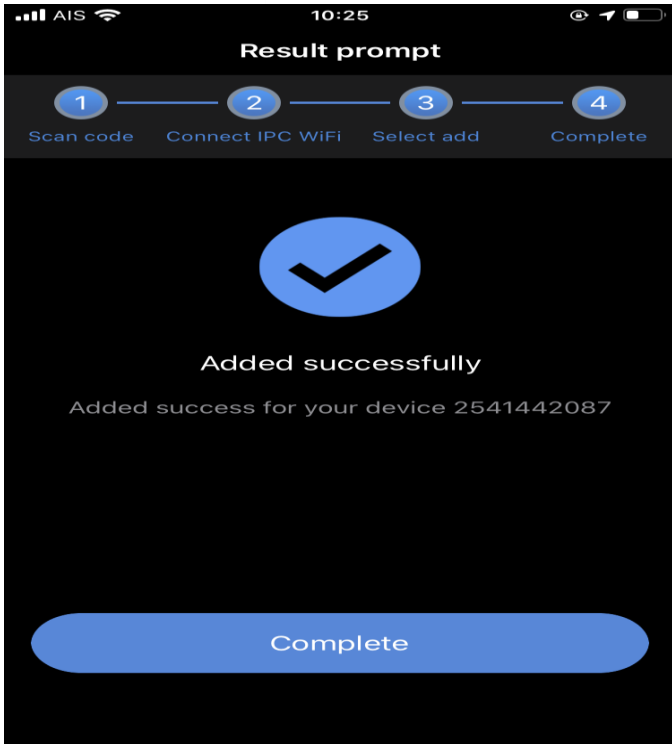 AIS 10:25
Result prompt
1 2 3 4
Scan code Connect IPC WiFi Select add Complete
Added successfully
Added success for your device 2541442087
Complete